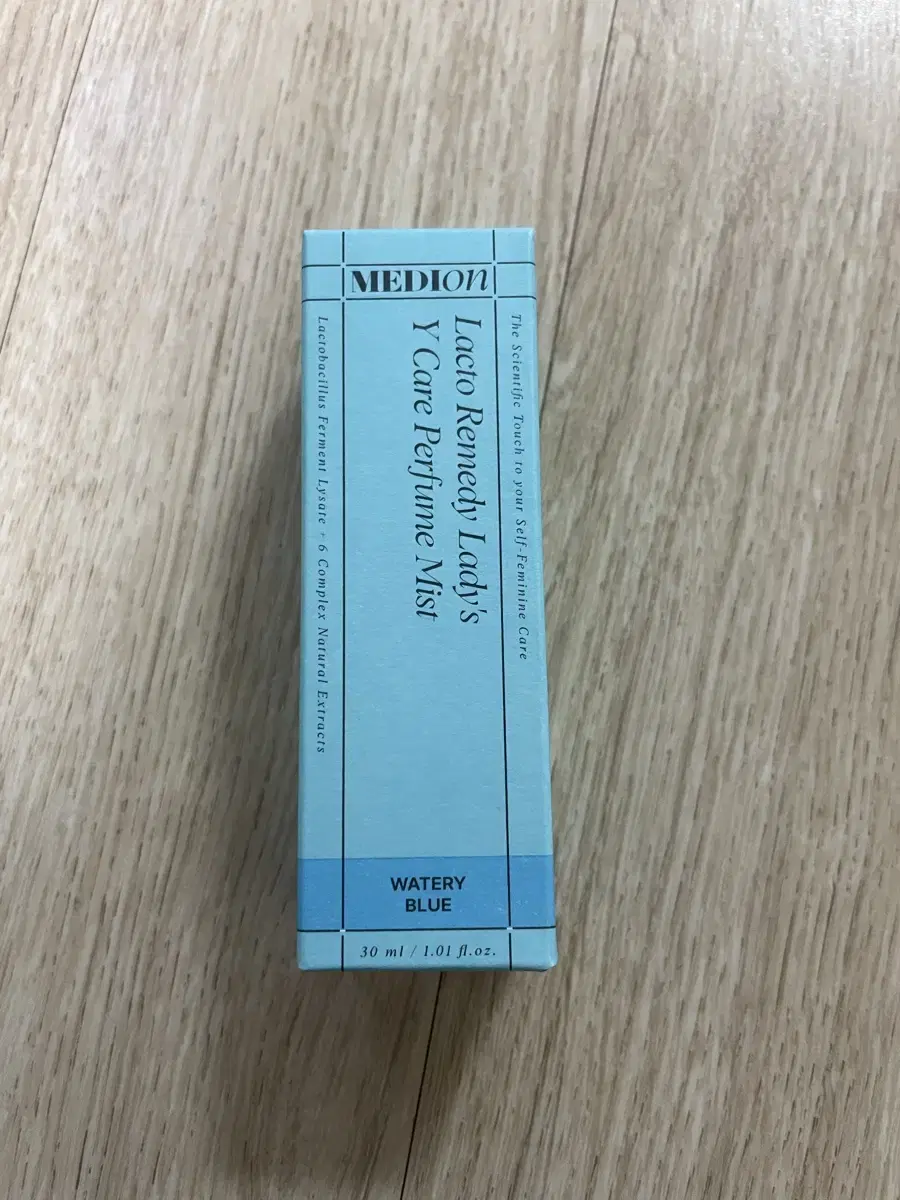 MEDIon
The Scientific Touch to your Self-Feminine Care
Lacto Remedy Lady's
Y Care Perfume Mist
Lactobacillus Ferment Lysate + 6 Complex Natural Extracts
WATERY
BLUE
30 ml / 1.01 fl.oz.